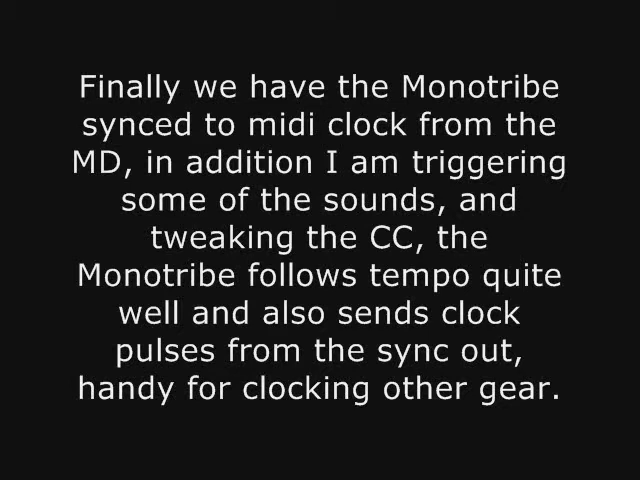 Finally we have the Monotribe
synced to midi clock from the
MD, in addition I am triggering
some of the sounds, and
tweaking the CC, the
Monotribe follows tempo quite
well and also sends clock
pulses from the sync out,
handy for clocking other gear.